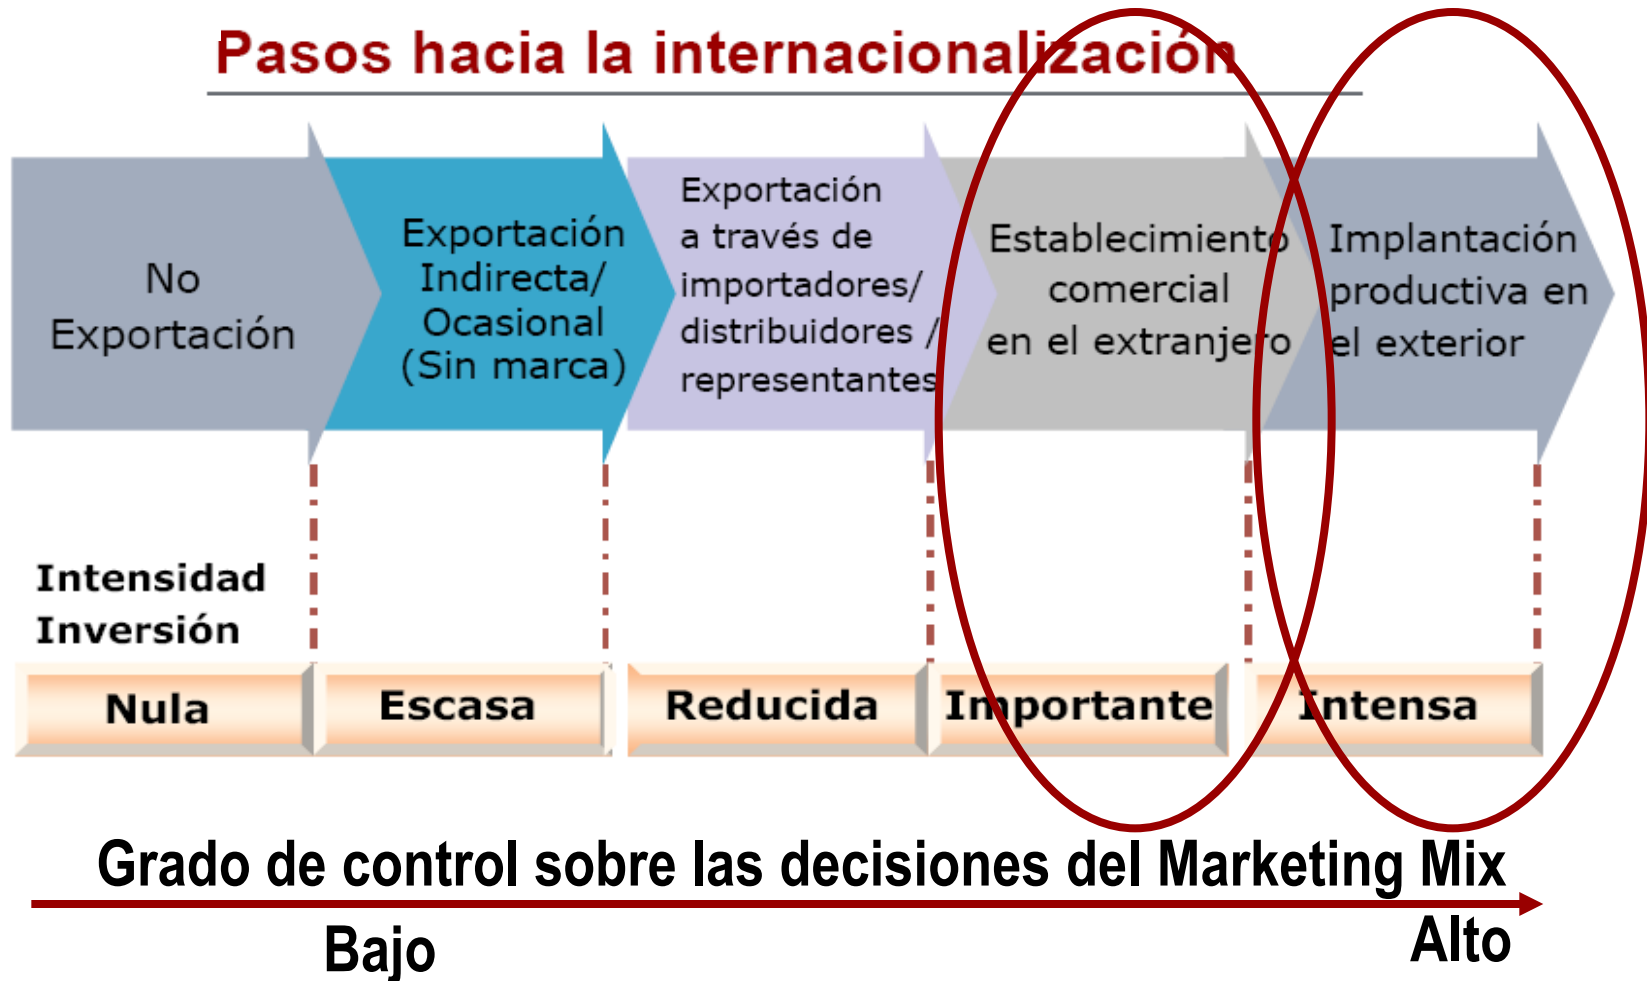 Pasos hacia la internacionalización
No
Exportación
Exportación
Indirecta/
Ocasional
(Sin marca)
Exportación
a través de
importadores/
distribuidores /
representantes
Establecimiento
comercial
en el extranjero
Implantación
productiva en
el exterior
Intensidad
Inversión
Nula
Escasa
Reducida
Importante
Intensa
Grado de control sobre las decisiones del Marketing Mix
Bajo
Alto